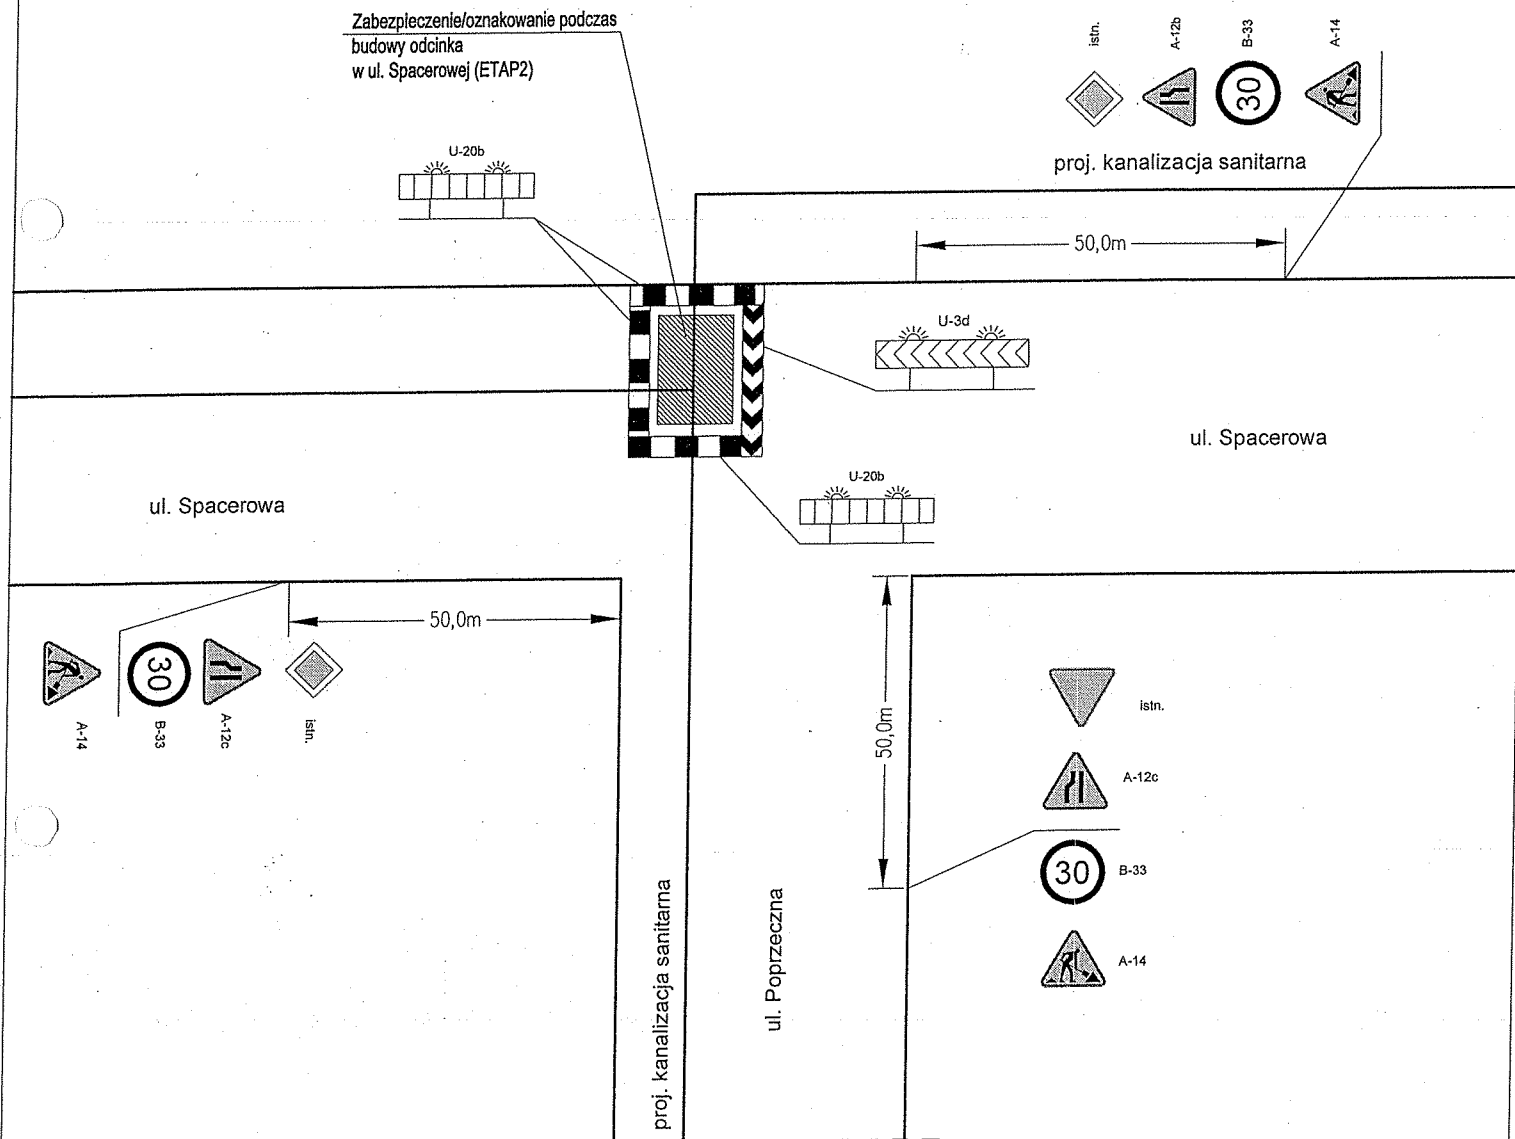 Zabezpieczenie/oznakowanie podczas
budowy odcinka
w ul. Spacerowej (ETAP2)
istn.
A-12b
B-33
A-14
30
proj. kanalizacja sanitarna
U-20b
50,0m
U-3d
ul. Spacerowa
ul. Spacerowa
U-20b
50,0m
30
A-14
B-33
A-12c
istn.
50,0m
istn.
A-12c
30
B-33
A-14
proj. kanalizacja sanitarna
ul. Poprzeczna